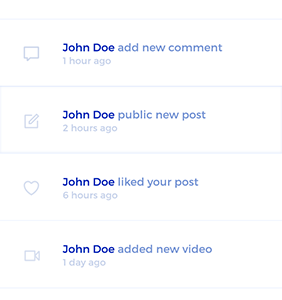 John Doe add new comment
1 hour ago
John Doe public new post
2 hours ago
John Doe liked your post
6 hours ago
John Doe added new video
1 day ago